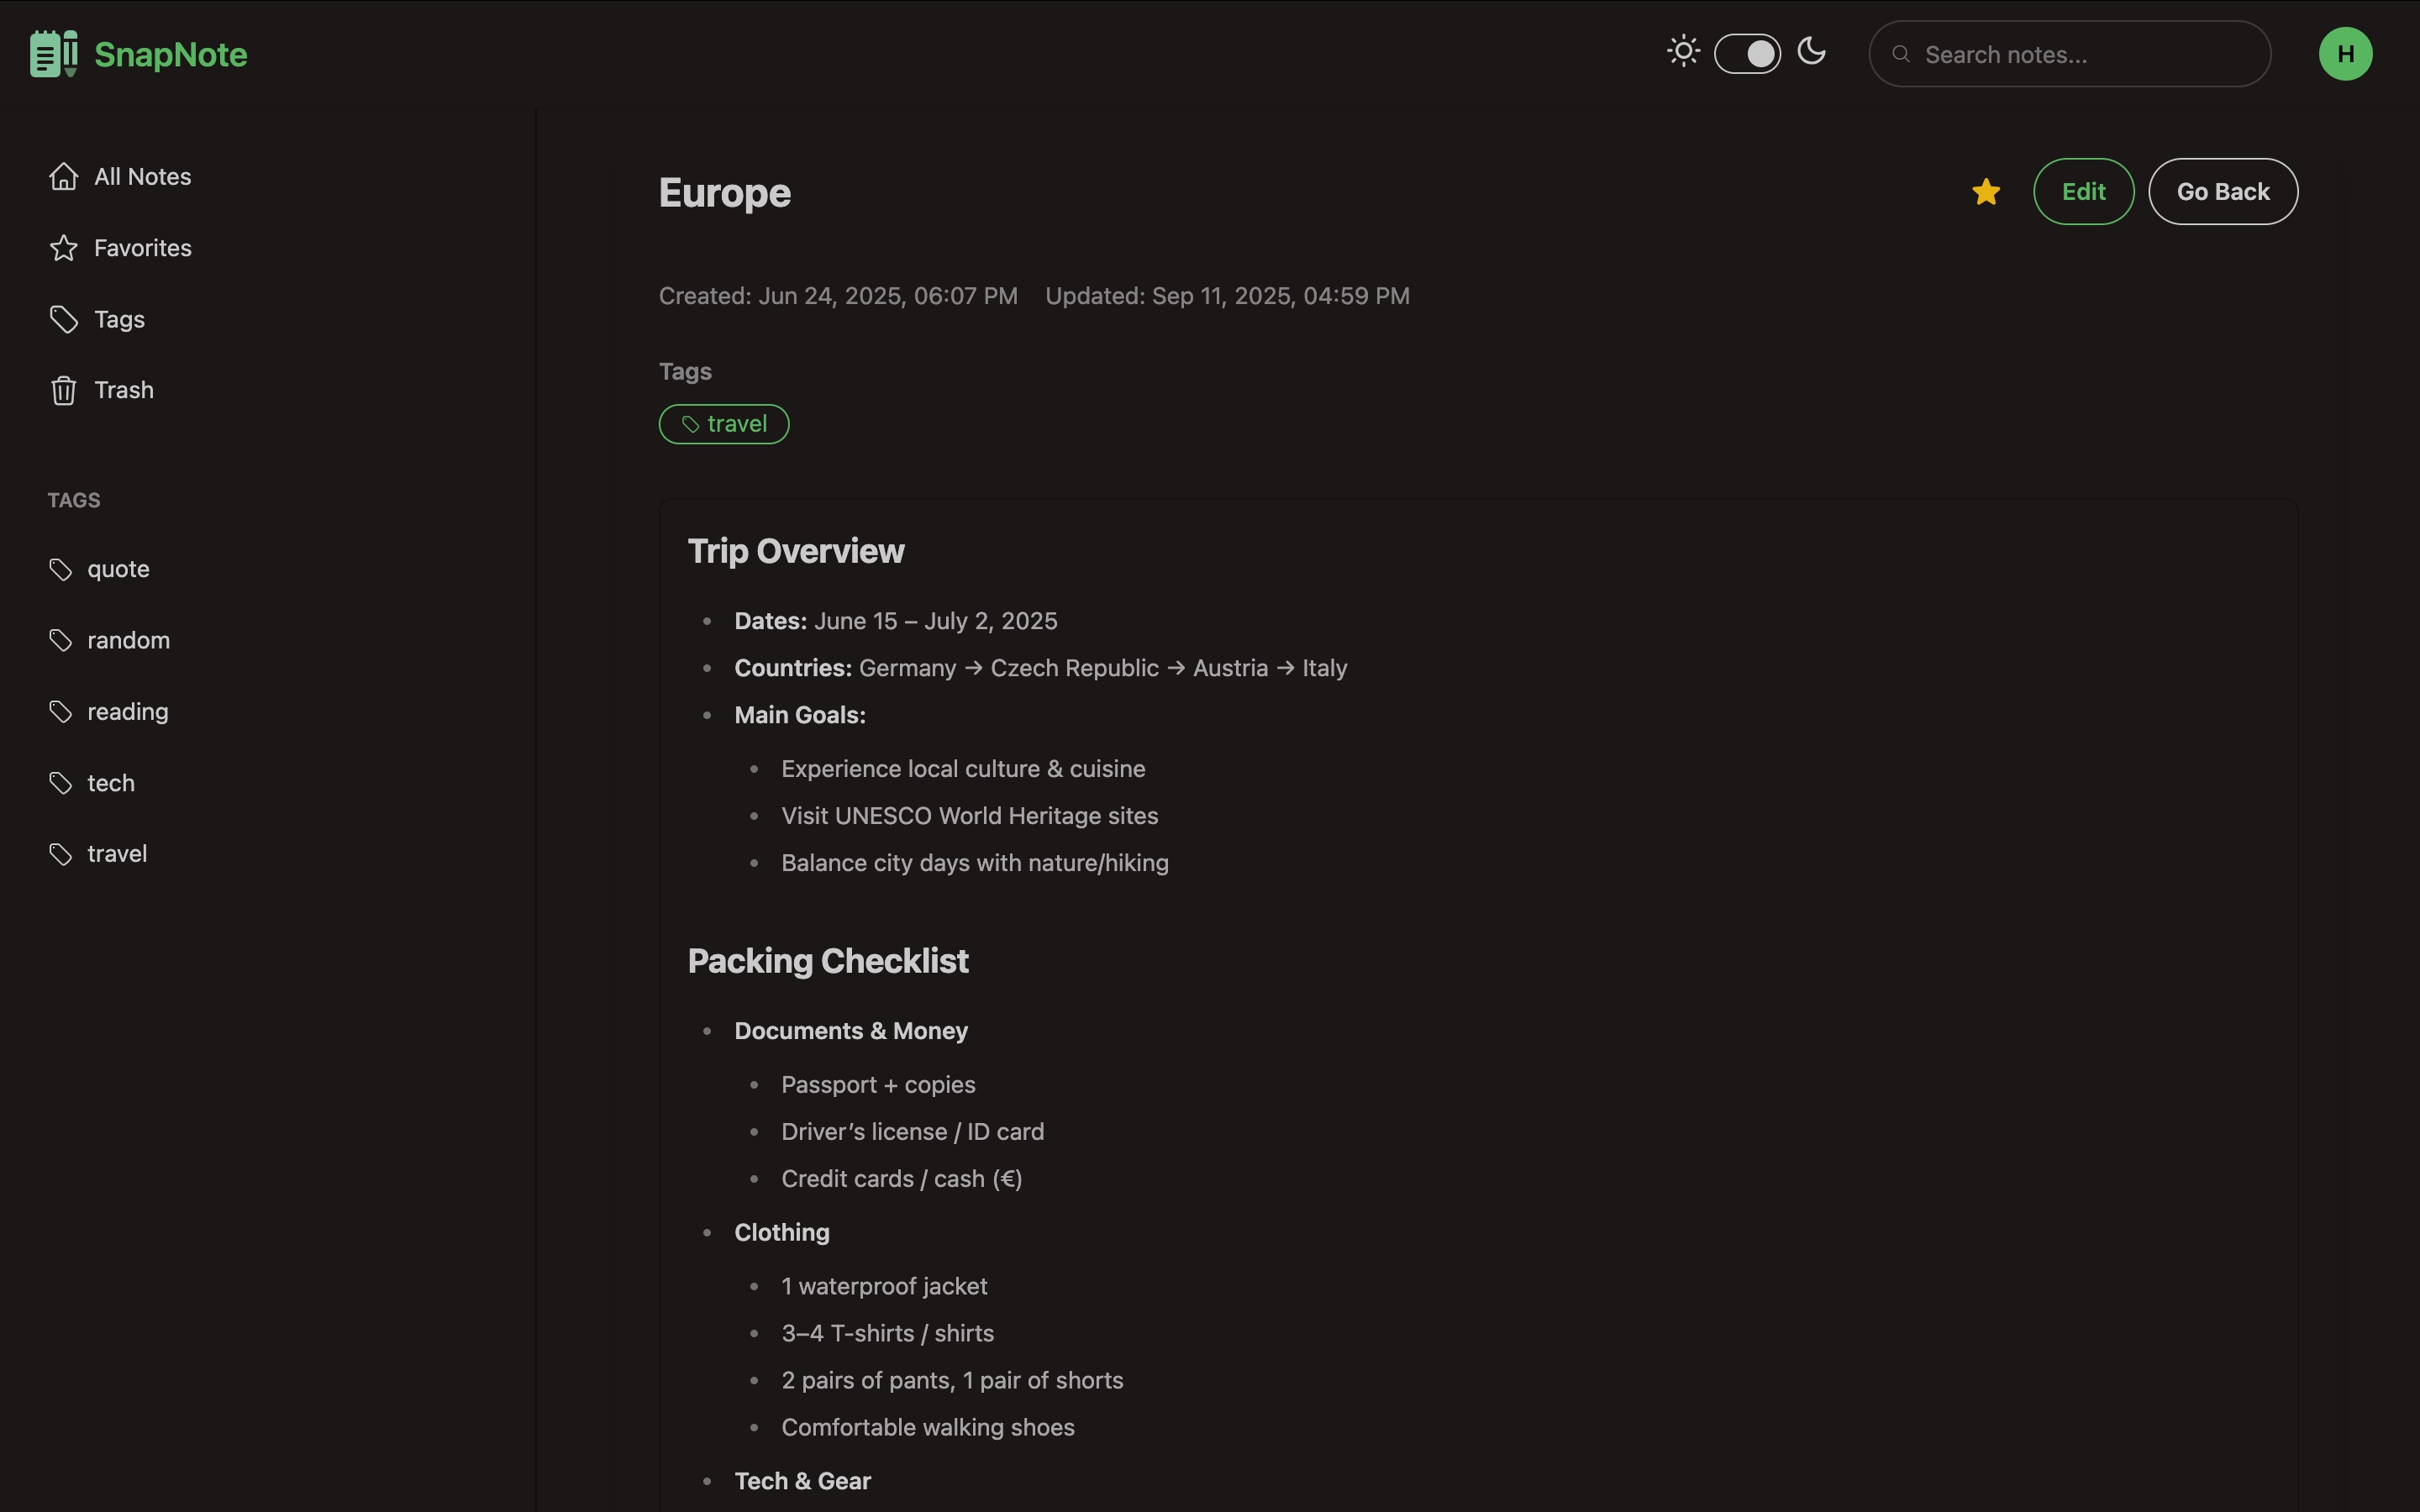 SnapNote
Search notes...
H
All Notes
Favorites
Tags
Trash
TAGS
quote
random
reading
tech
travel
Europe
Edit
Go Back
Created: Jun 24, 2025, 06:07 PM Updated: Sep 11, 2025, 04:59 PM
Tags
travel
Trip Overview
• Dates: June 15 – July 2, 2025
• Countries: Germany → Czech Republic → Austria → Italy
• Main Goals:
• Experience local culture & cuisine
• Visit UNESCO World Heritage sites
• Balance city days with nature/hiking
Packing Checklist
• Documents & Money
• Passport + copies
• Driver’s license / ID card
• Credit cards / cash (€)
• Clothing
• 1 waterproof jacket
• 3–4 T-shirts / shirts
• 2 pairs of pants, 1 pair of shorts
• Comfortable walking shoes
• Tech & Gear